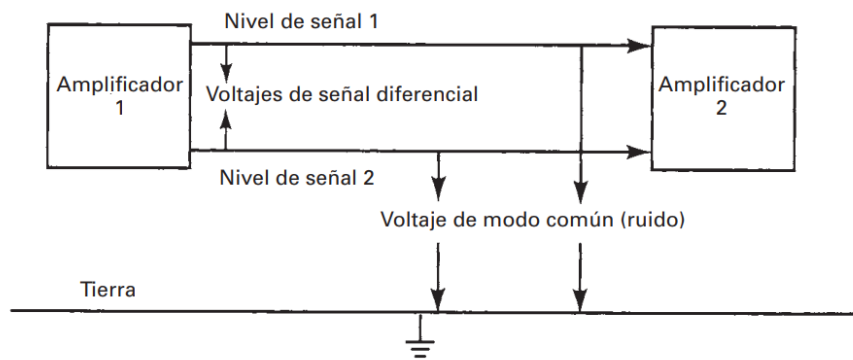 Nivel de señal 1
Amplificador
1
Voltajes de señal diferencial
Amplificador
2
Nivel de señal 2
Voltaje de modo común (ruido)
Tierra